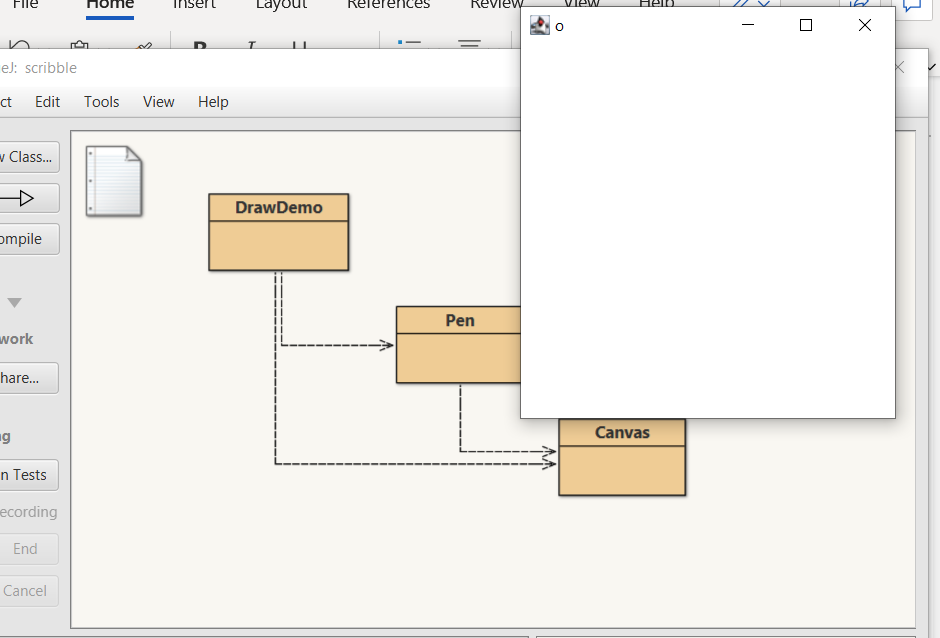 File Home Insert Layout References Review View Help
o
eJ: scribble
ct Edit Tools View Help
w Class...
ompile
work
hare...
ng
n Tests
ecording
End
Cancel
DrawDemo
Pen
Canvas